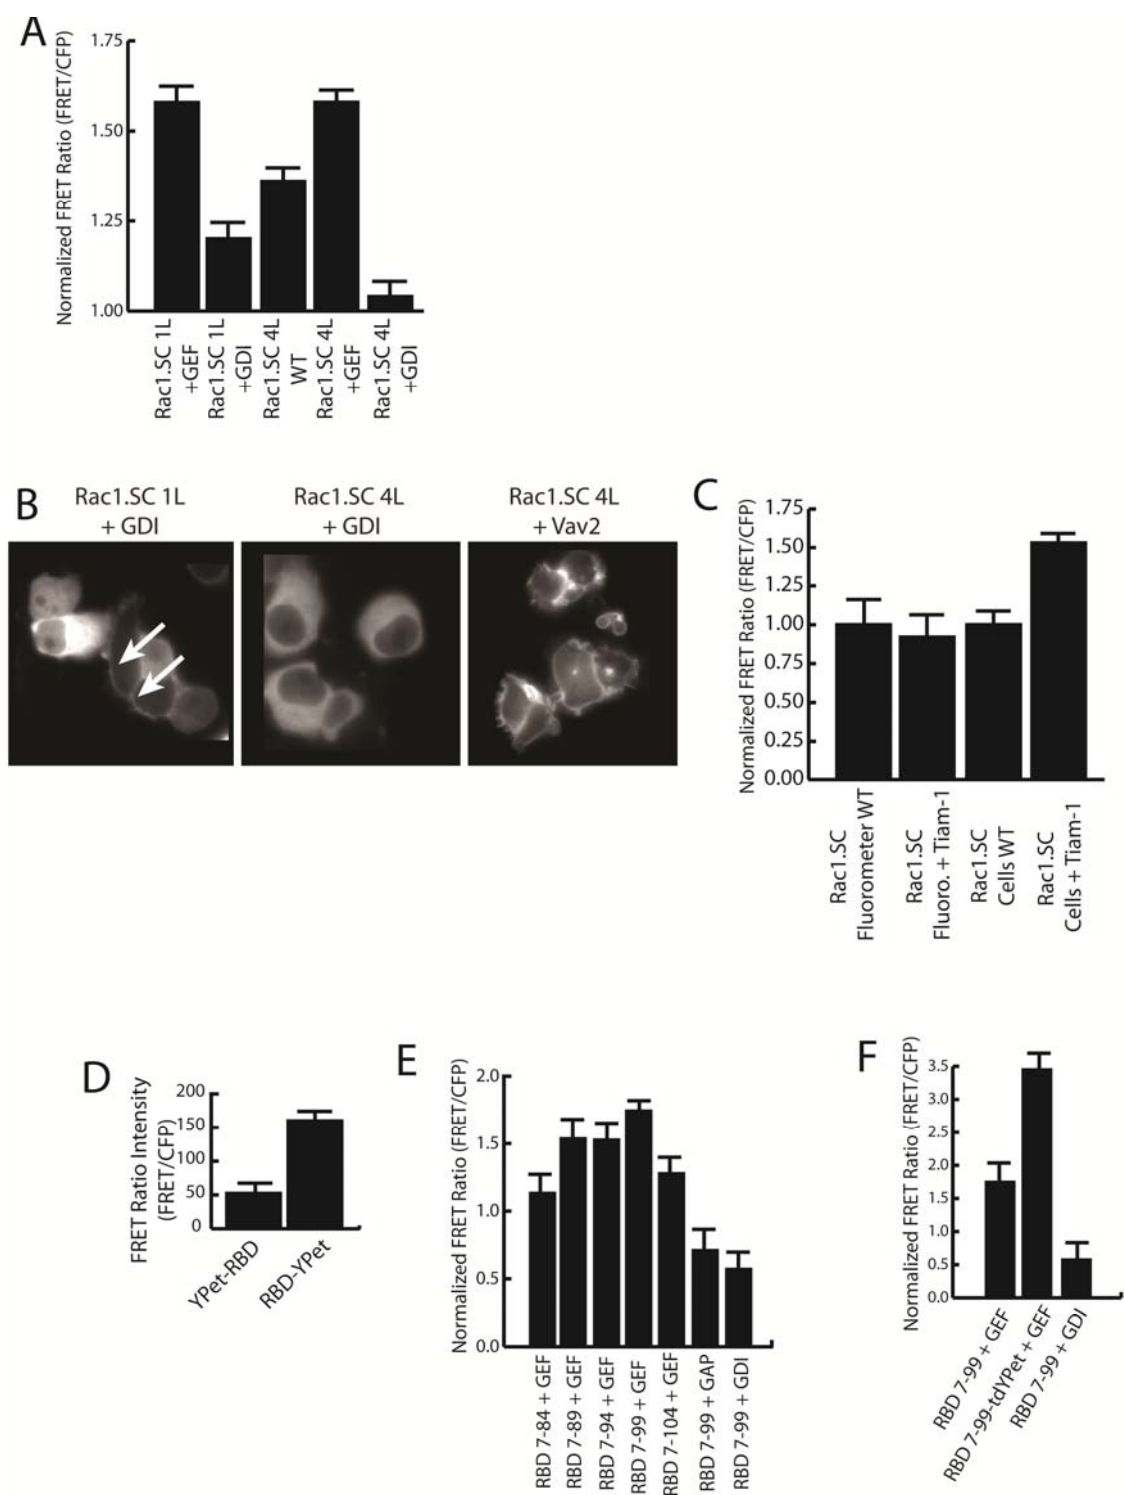 A
Normalized FRET Ratio (FRET/CFP)
1.75
1.50
1.25
1.00
Rac1.SC 1L
+GEF
Rac1.SC 1L
+GDI
Rac1.SC 4L
WT
Rac1.SC 4L
+GEF
Rac1.SC 4L
+GDI
B
Rac1.SC 1L
+ GDI
Rac1.SC 4L
+ GDI
Rac1.SC 4L
+ Vav2
C
Normalized FRET Ratio (FRET/CFP)
1.75
1.50
1.25
1.00
0.75
0.50
0.25
0.00
Rac1.SC
Fluorometer WT
Rac1.SC
Fluoro. + Tiam-1
Rac1.SC
Cells WT
Rac1.SC
Cells + Tiam-1
D
FRET Ratio Intensity
(FRET/CFP)
200
150
100
50
0
YPet-RBD
RBD-YPet
E
Normalized FRET Ratio (FRET/CFP)
2.0
1.5
1.0
0.5
0.0
RBD 7-84 + GEF
RBD 7-89 + GEF
RBD 7-94 + GEF
RBD 7-99 + GEF
RBD 7-104 + GEF
RBD 7-99 + GAP
RBD 7-99 + GDI
F
Normalized FRET Ratio (FRET/CFP)
3.5
3.0
2.5
2.0
1.5
1.0
0.5
0.0
RBD 7-99 + GEF
RBD 7-99-tdYPet + GEF
RBD 7-99 + GDI